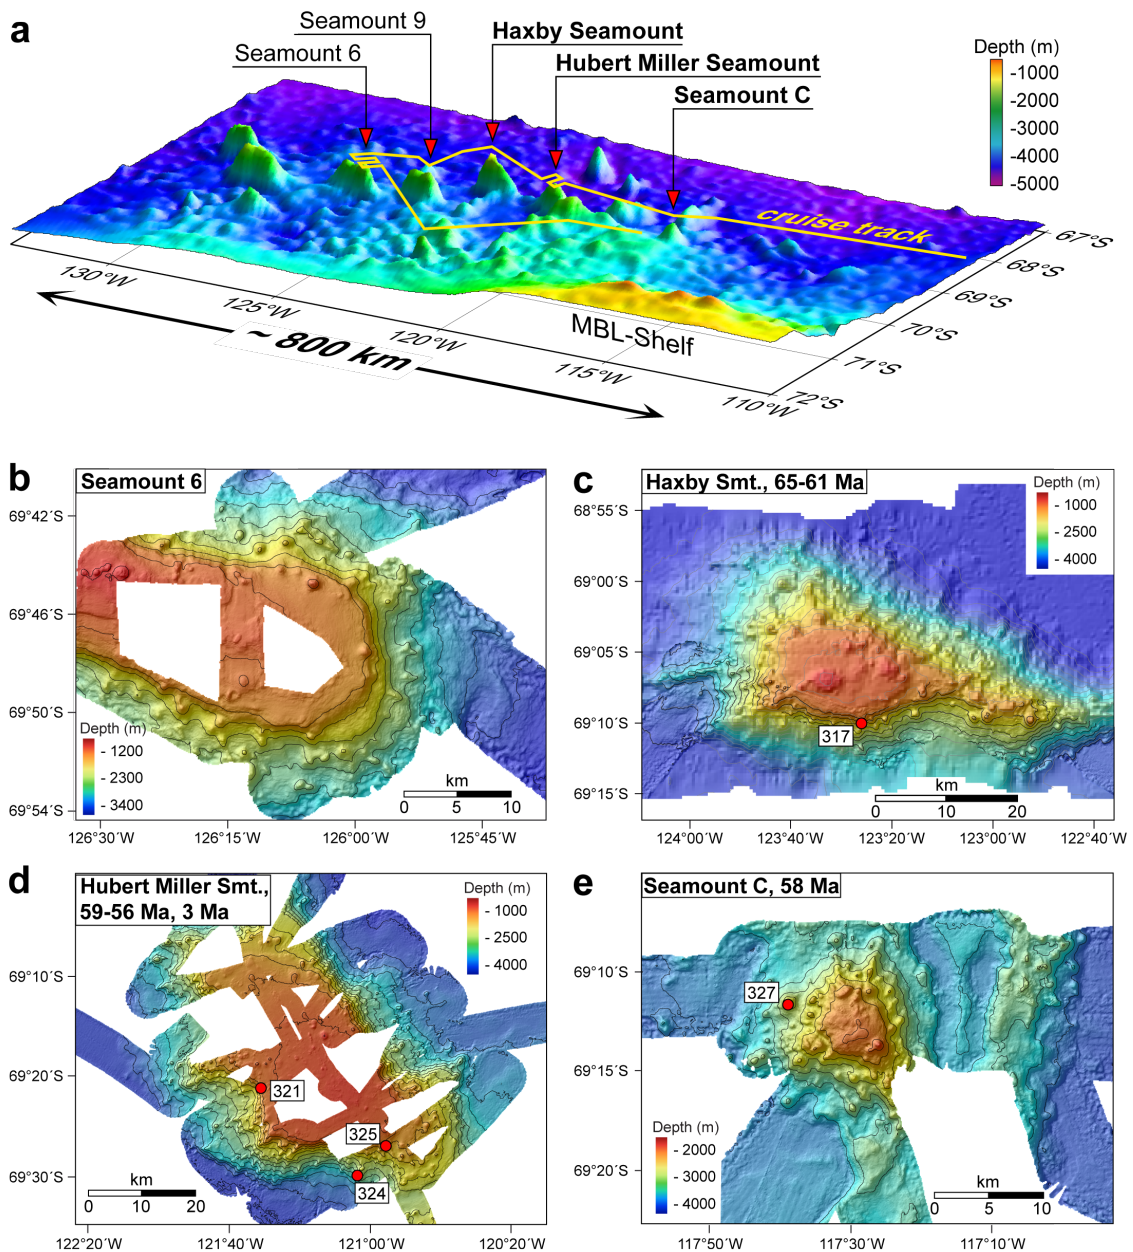 a
Seamount 9
Seamount 6
Haxby Seamount
Hubert Miller Seamount
Seamount C
Depth (m)
-1000
-2000
-3000
-4000
-5000
cruise track
67°S
68°S
69°S
70°S
71°S
72°S
130°W
125°W
120°W
115°W
110°W
~ 800 km
MBL-Shelf
b
Seamount 6
69°42´S
69°46´S
69°50´S
69°54´S
Depth (m)
- 1200
- 2300
- 3400
km
0 5 10
126°30´W 126°15´W 126°00´W 125°45´W
c
Haxby Smt., 65-61 Ma
Depth (m)
- 1000
- 2500
- 4000
68°55´S
69°00´S
69°05´S
69°10´S
69°15´S
317
km
0 10 20
124°00´W 123°40´W 123°20´W 123°00´W 122°40´W
d
Hubert Miller Smt.,
59-56 Ma, 3 Ma
Depth (m)
- 1000
- 2500
- 4000
69°10´S
69°20´S
69°30´S
321
325
324
km
0 10 20
122°20´W 121°40´W 121°00´W 120°20´W
e
Seamount C, 58 Ma
69°10´S
69°15´S
69°20´S
327
Depth (m)
- 2000
- 3000
- 4000
km
0 5 10
117°50´W 117°30´W 117°10´W